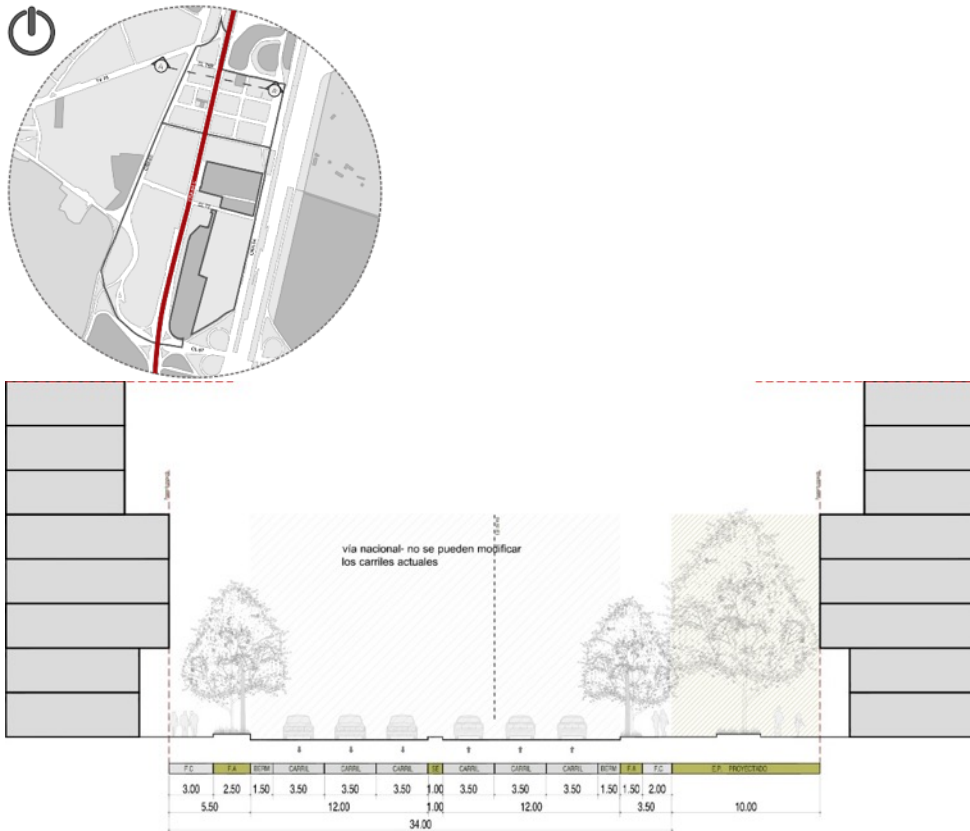 A
A
vía nacional- no se pueden modificar
los carriles actuales
F.C F.A BERM CARRIL CARRIL CARRIL SE CARRIL CARRIL CARRIL BERM F.A F.C E.P. PROYECTADO
3.00 2.50 1.50 3.50 3.50 3.50 1.00 3.50 3.50 3.50 1.50 1.50 2.00
5.50 12.00 1.00 12.00 3.50 10.00
34.00